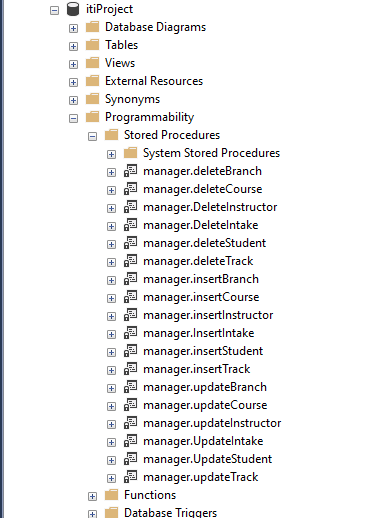 itiProject
Database Diagrams
Tables
Views
External Resources
Synonyms
Programmability
Stored Procedures
System Stored Procedures
manager.deleteBranch
manager.deleteCourse
manager.DeleteInstructor
manager.DeleteIntake
manager.deleteStudent
manager.deleteTrack
manager.insertBranch
manager.insertCourse
manager.insertInstructor
manager.InsertIntake
manager.insertStudent
manager.insertTrack
manager.updateBranch
manager.updateCourse
manager.updateInstructor
manager.UpdateIntake
manager.UpdateStudent
manager.updateTrack
Functions
Database Triggers